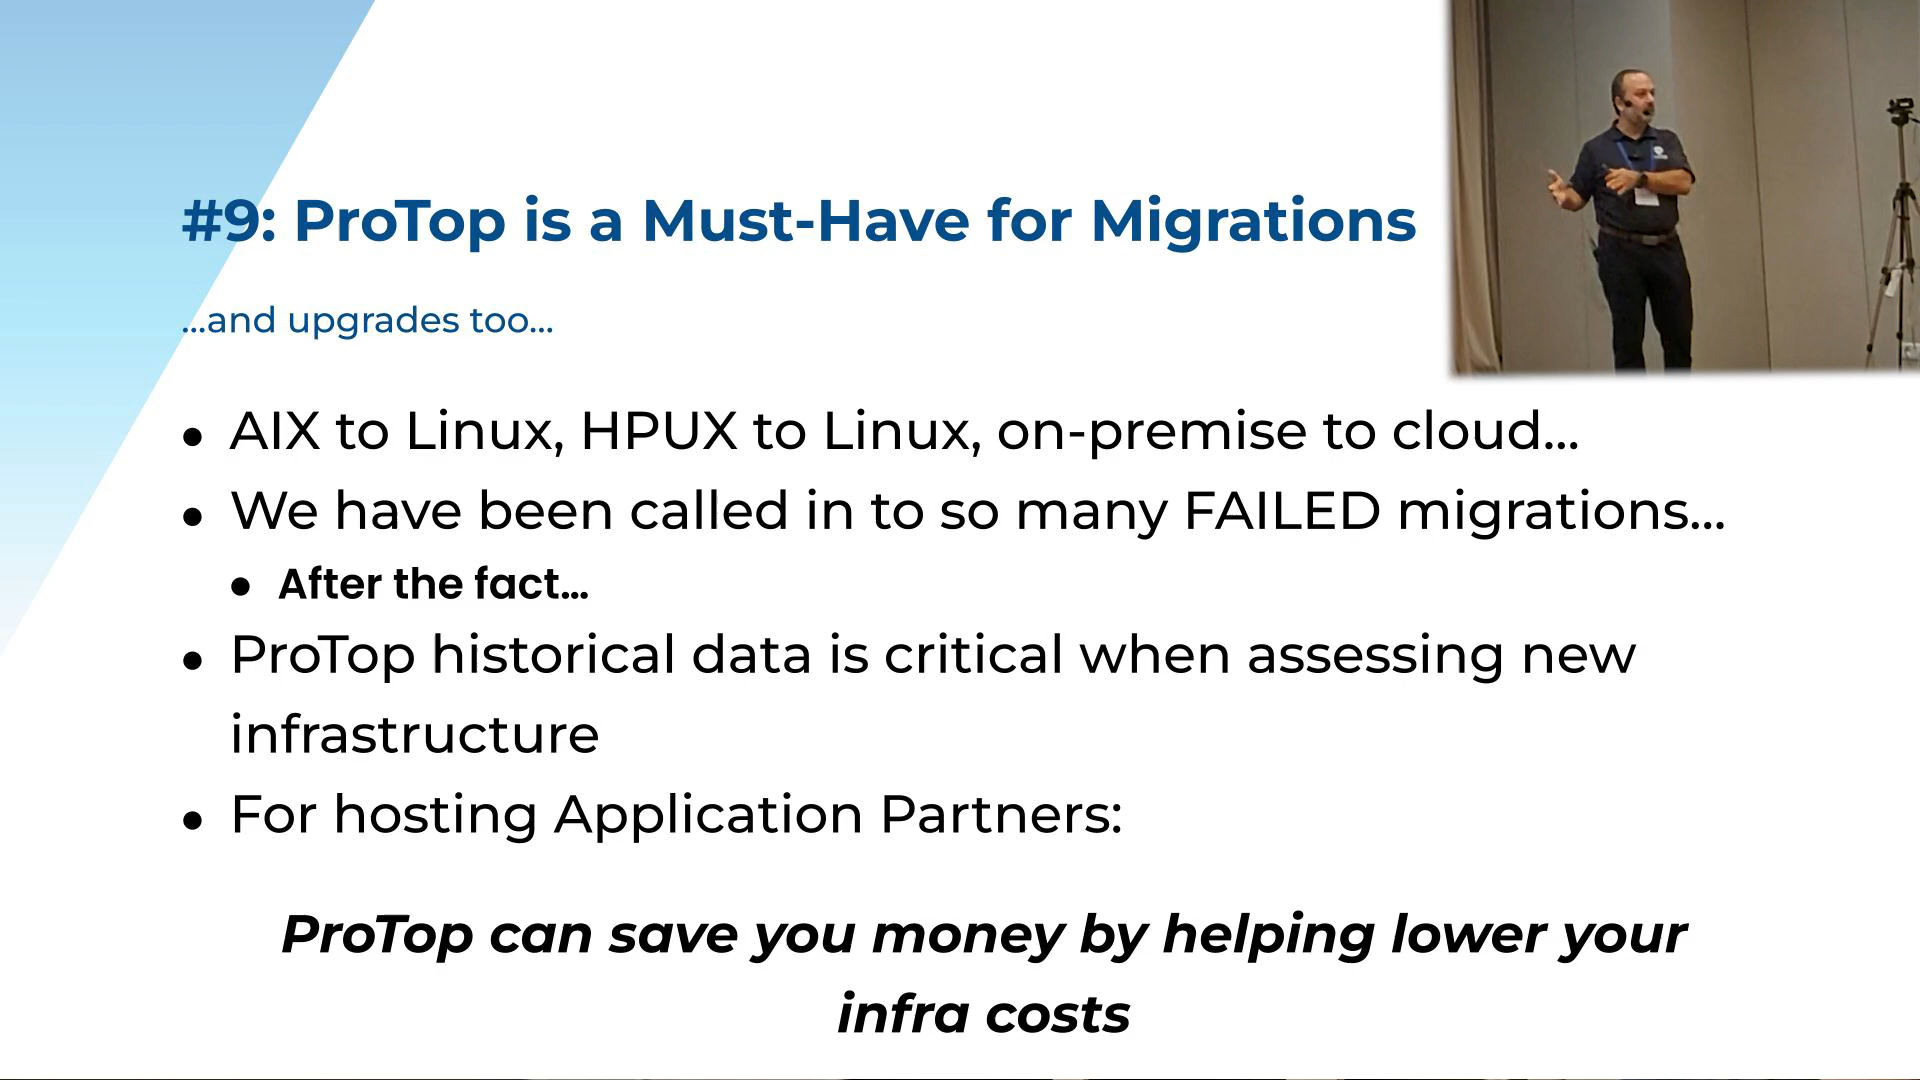 #9: ProTop is a Must-Have for Migrations
...and upgrades too...
AIX to Linux, HPUX to Linux, on-premise to cloud...
We have been called in to so many FAILED migrations...
After the fact...
ProTop historical data is critical when assessing new
infrastructure
For hosting Application Partners:
ProTop can save you money by helping lower your
infra costs